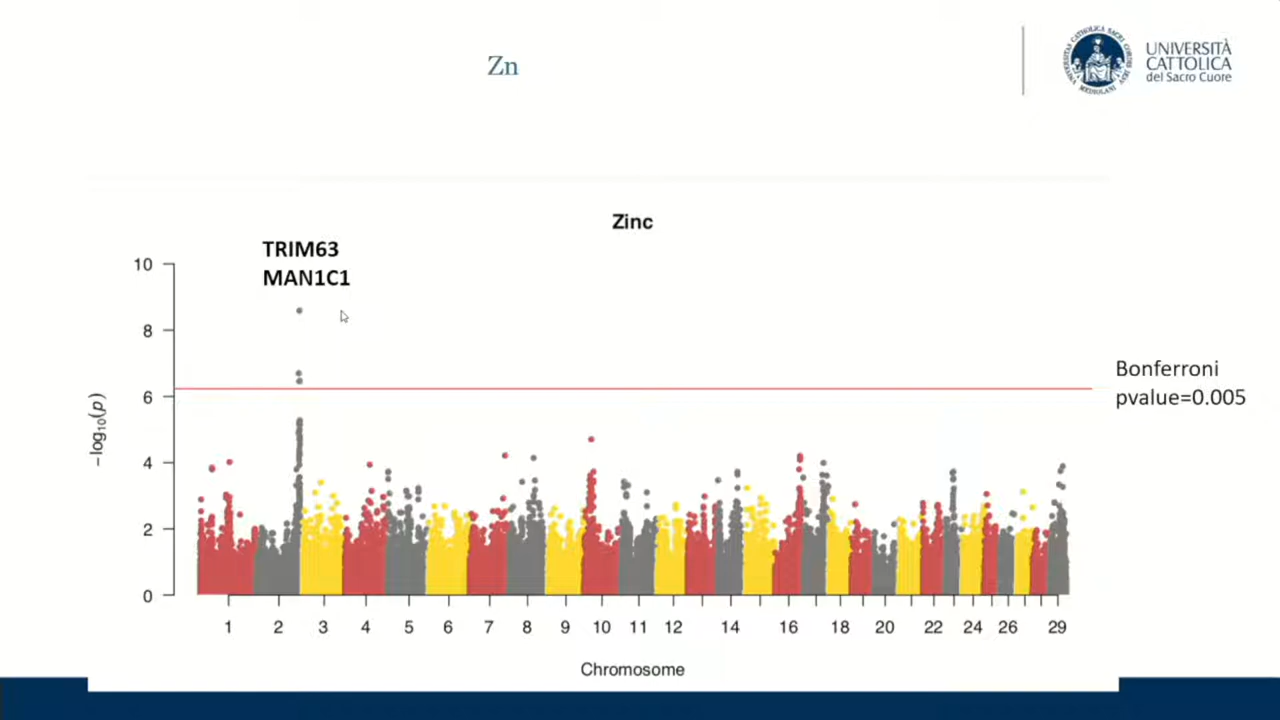 Zn
UNIVERSITÀ
CATTOLICA
del Sacro Cuore
Zinc
TRIM63
MAN1C1
10
8
6
4
2
0
−log10(p)
Bonferroni
pvalue=0.005
1 2 3 4 5 6 7 8 9 10 11 12 14 16 18 20 22 24 26 29
Chromosome